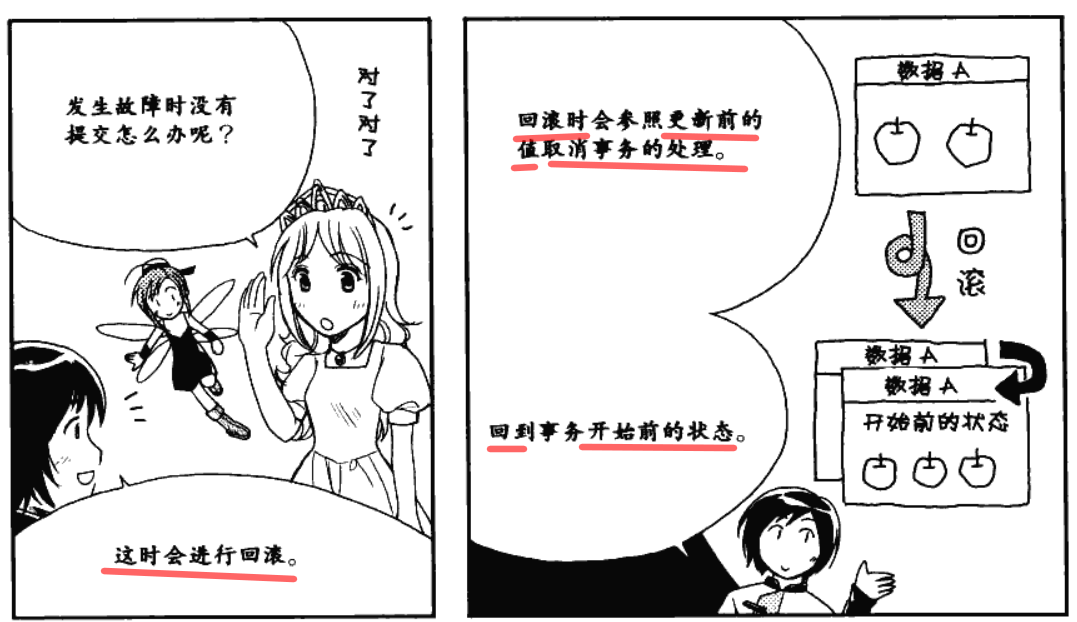 对了对了
发生故障时没有
提交怎么办呢？
这时会进行回滚。
回滚时会参照更新前的
值取消事务的处理。
数据A
回滚
数据A
数据A
开始前的状态
回到事务开始前的状态。